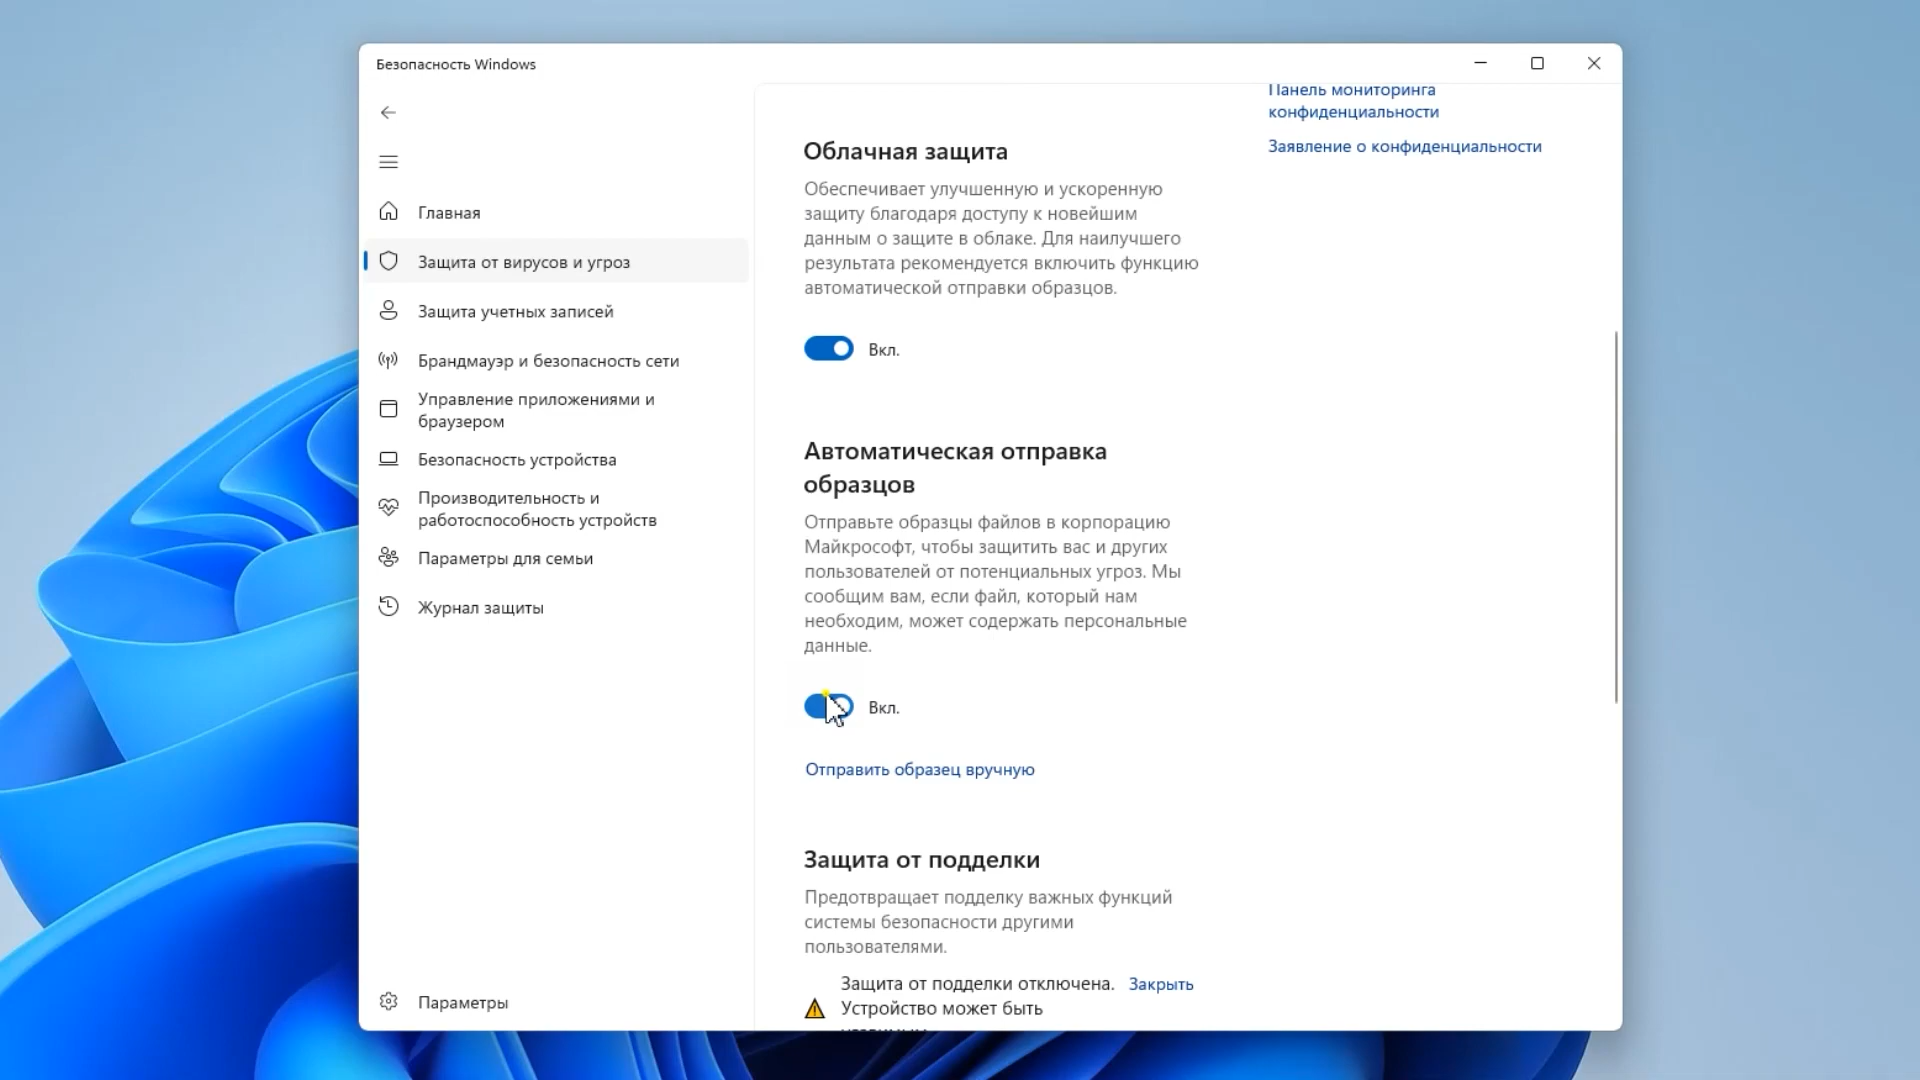 Безопасность Windows
Главная
Защита от вирусов и угроз
Защита учетных записей
Брандмауэр и безопасность сети
Управление приложениями и
браузером
Безопасность устройства
Производительность и
работоспособность устройств
Параметры для семьи
Журнал защиты
Параметры
Облачная защита
Обеспечивает улучшенную и ускоренную
защиту благодаря доступу к новейшим
данным о защите в облаке. Для наилучшего
результата рекомендуется включить функцию
автоматической отправки образцов.
Вкл.
Автоматическая отправка
образцов
Отправьте образцы файлов в корпорацию
Майкрософт, чтобы защитить вас и других
пользователей от потенциальных угроз. Мы
сообщим вам, если файл, который нам
необходим, может содержать персональные
данные.
Вкл.
Отправить образец вручную
Защита от подделки
Предотвращает подделку важных функций
системы безопасности другими
пользователями.
Защита от подделки отключена. Закрыть
Устройство может быть
Панель мониторинга
конфиденциальности
Заявление о конфиденциальности